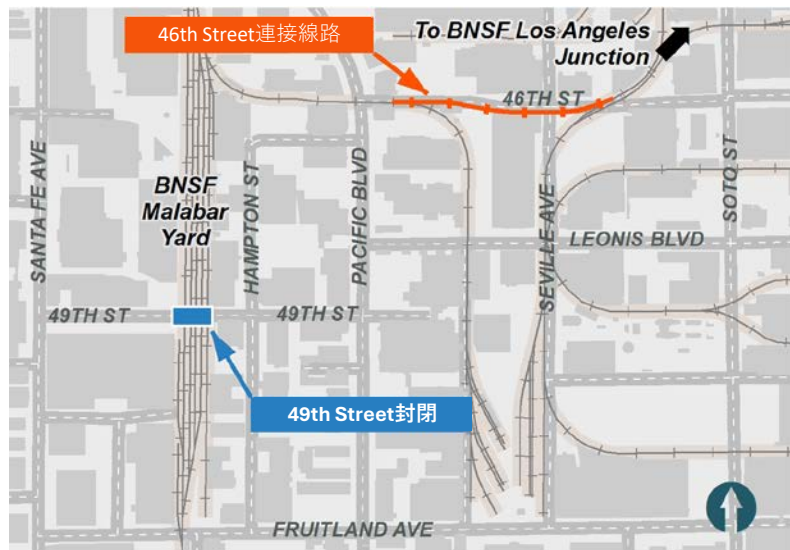 46th Street連接線路
To BNSF Los Angeles
Junction
46TH ST
SANTA FE AVE
BNSF
Malabar
Yard
HAMPTON ST
PACIFIC BLVD
SEVILLE AVE
SOTO ST
LEONIS BLVD
49TH ST
49TH ST
49th Street封閉
FRUITLAND AVE